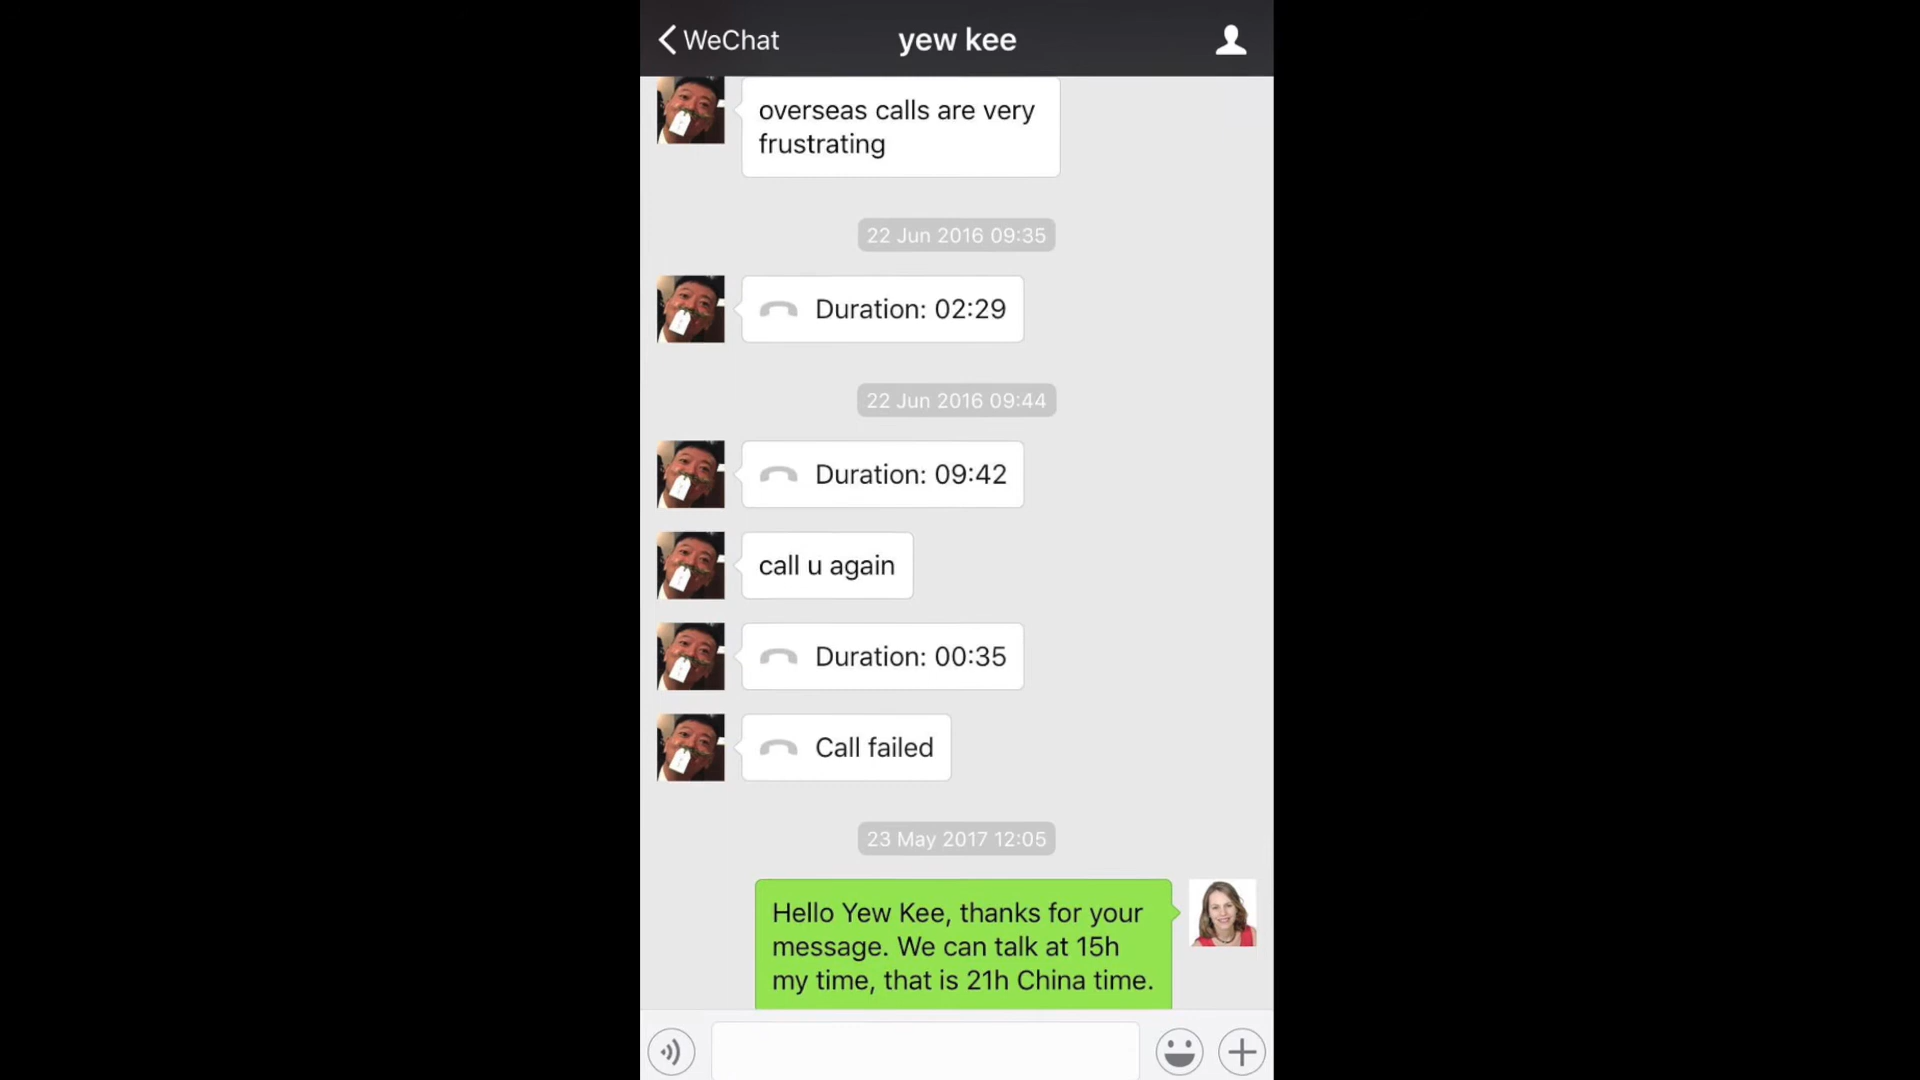 WeChat
yew kee
overseas calls are very
frustrating
22 Jun 2016 09:35
Duration: 02:29
22 Jun 2016 09:44
Duration: 09:42
call u again
Duration: 00:35
Call failed
23 May 2017 12:05
Hello Yew Kee, thanks for your
message. We can talk at 15h
my time, that is 21h China time.